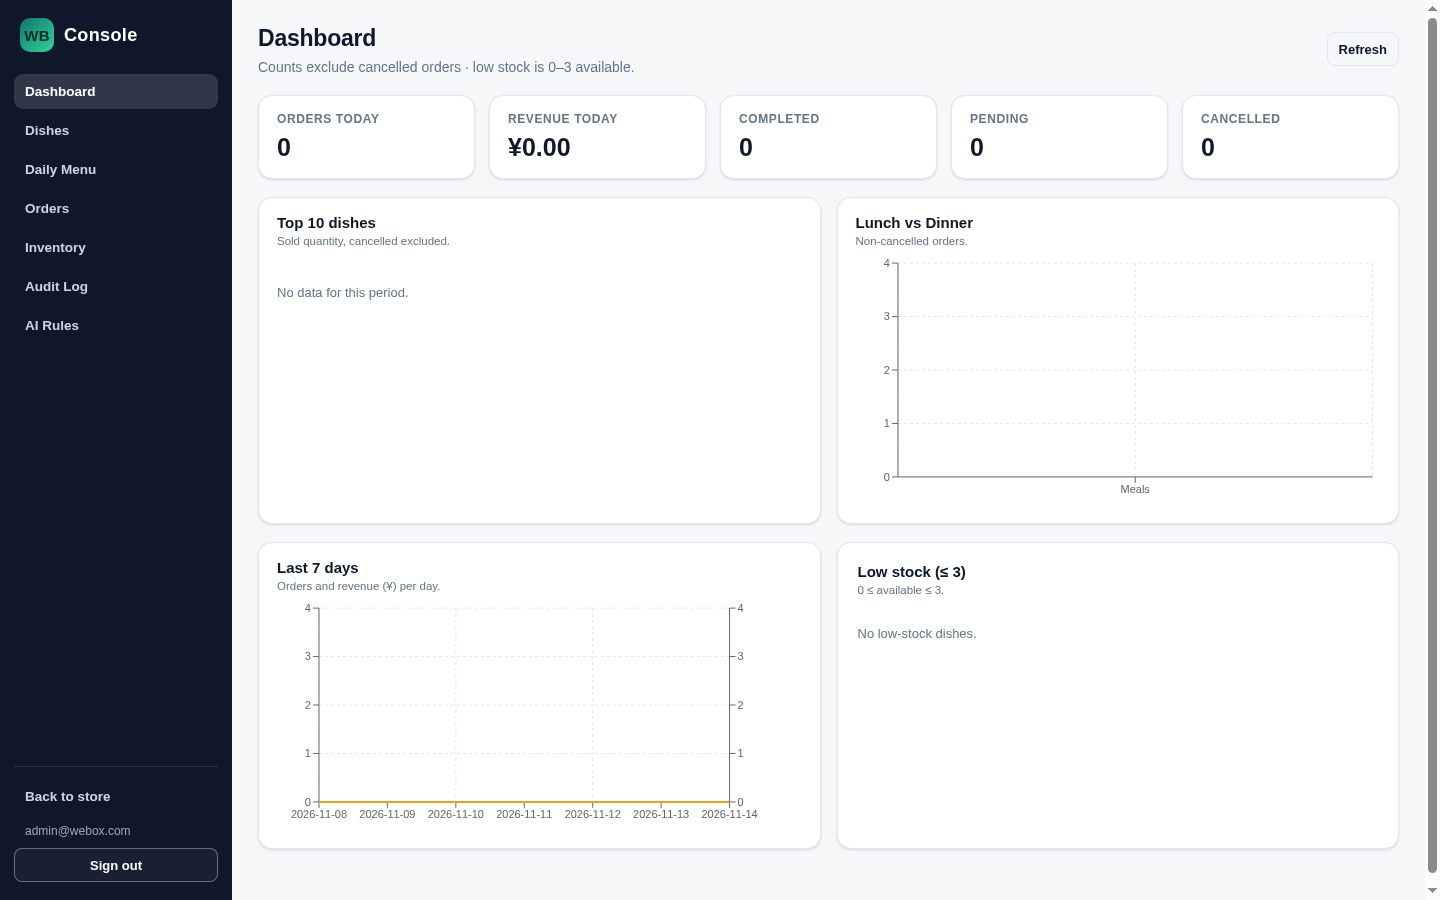 WB Console
Dashboard
Dishes
Daily Menu
Orders
Inventory
Audit Log
AI Rules
Back to store
admin@webox.com
Sign out
Dashboard
Counts exclude cancelled orders · low stock is 0–3 available.
Refresh
ORDERS TODAY
0
REVENUE TODAY
¥0.00
COMPLETED
0
PENDING
0
CANCELLED
0
Top 10 dishes
Sold quantity, cancelled excluded.
No data for this period.
Lunch vs Dinner
Non-cancelled orders.
4
3
2
1
0
Meals
Last 7 days
Orders and revenue (¥) per day.
4 4
3 3
2 2
1 1
0 0
2026-11-08 2026-11-09 2026-11-10 2026-11-11 2026-11-12 2026-11-13 2026-11-14
Low stock (≤ 3)
0 ≤ available ≤ 3.
No low-stock dishes.